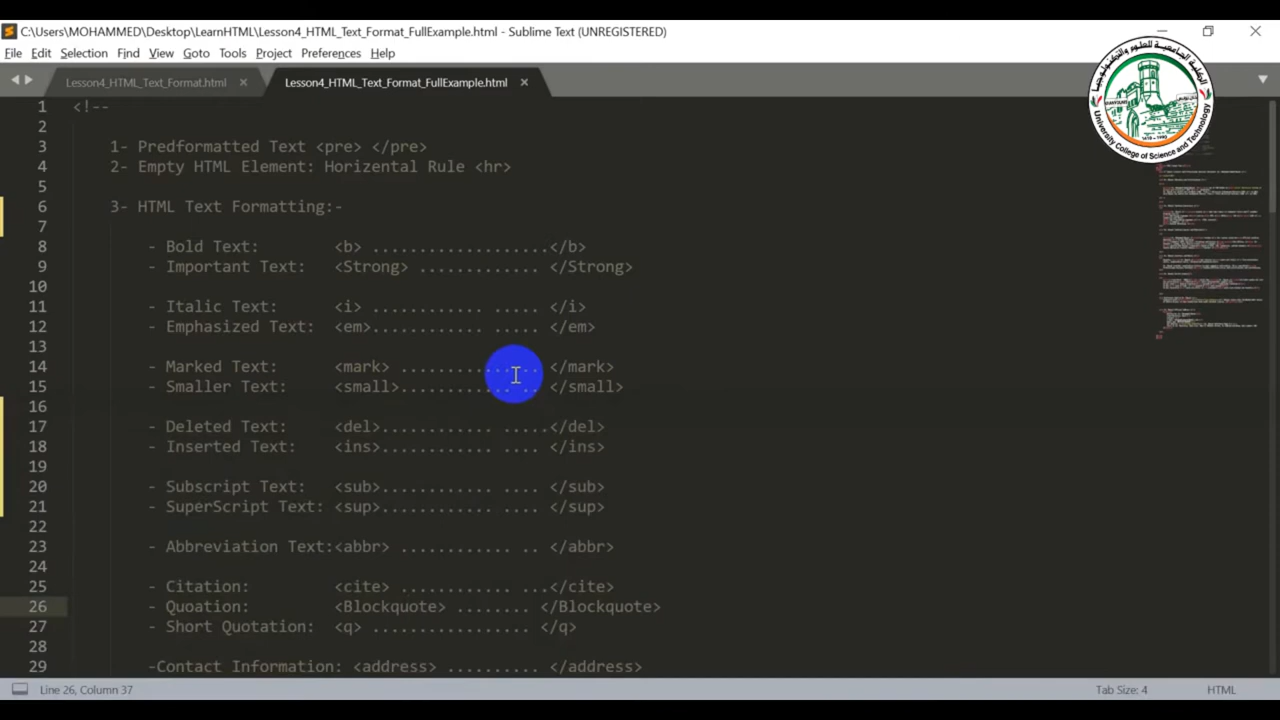 C:\Users\MOHAMMED\Desktop\LearnHTML\Lesson4_HTML_Text_Format_FullExample.html - Sublime Text (UNREGISTERED)
File Edit Selection Find View Goto Tools Project Preferences Help
Lesson4_HTML_Text_Format.html Lesson4_HTML_Text_Format_FullExample.html
الكلية الجامعية للعلوم والتكنولوجيا
University College of Science and Technology
1410 - 1990
1 <!--
2
3 1- Predformatted Text <pre> </pre>
4 2- Empty HTML Element: Horizental Rule <hr>
5
6 3- HTML Text Formatting:-
7
8 - Bold Text: <b> ...................</b>
9 - Important Text: <Strong> ............. </Strong>
10
11 - Italic Text: <i> ............. ..... </i>
12 - Emphasized Text: <em>.................. </em>
13
14 - Marked Text: <mark> ............... </mark>
15 - Smaller Text: <small>............ .. </small>
16
17 - Deleted Text: <del>............ .....</del>
18 - Inserted Text: <ins>............ .... </ins>
19
20 - Subscript Text: <sub>............ .... </sub>
21 - SuperScript Text: <sup>............ .... </sup>
22
23 - Abbreviation Text:<abbr> ............ .. </abbr>
24
25 - Citation: <cite> ............ ...</cite>
26 - Quoation: <Blockquote> ........ </Blockquote>
27 - Short Quotation: <q> ................. </q>
28
29 -Contact Information: <address> .......... </address>
Line 26, Column 37 Tab Size: 4 HTML